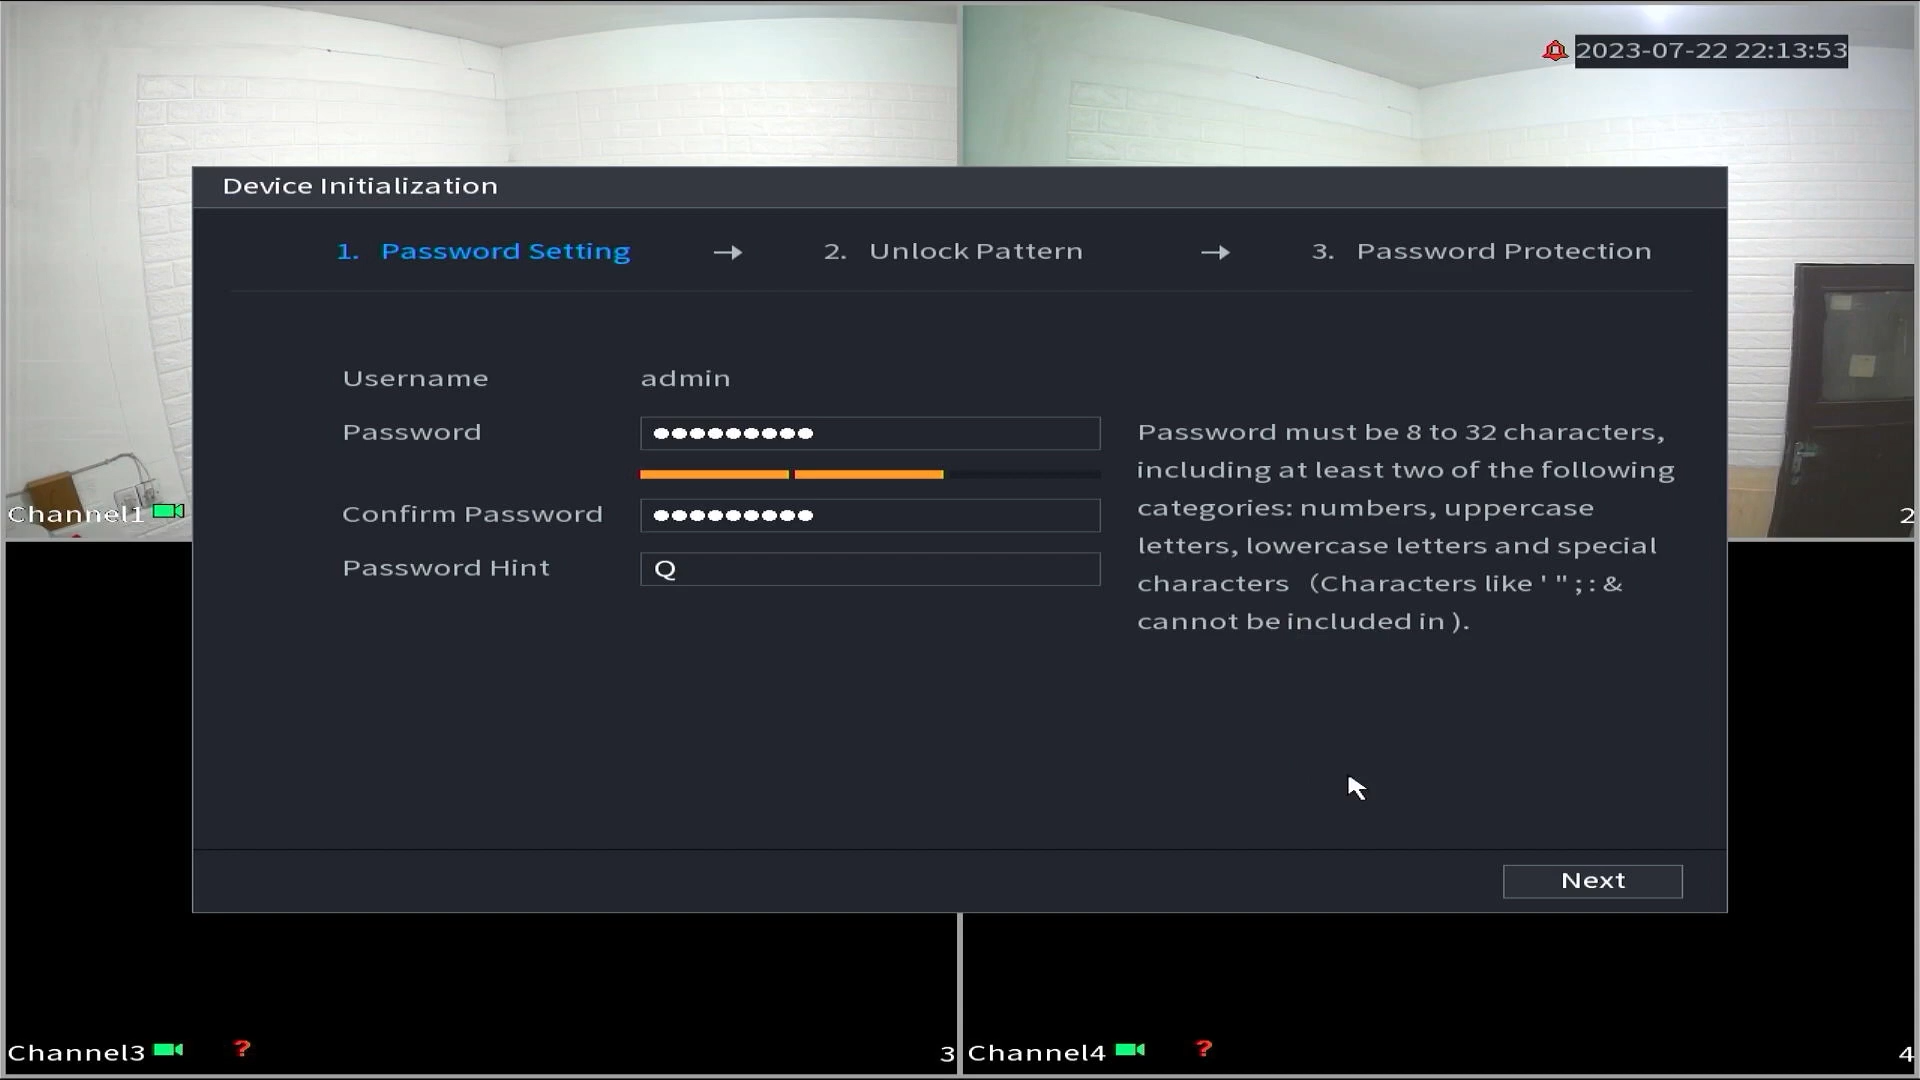 2023-07-22 22:13:53
Device Initialization
1. Password Setting → 2. Unlock Pattern → 3. Password Protection
Username admin
Password ●●●●●●●●●
Password must be 8 to 32 characters,
including at least two of the following
categories: numbers, uppercase
letters, lowercase letters and special
characters (Characters like ' " ; : &
cannot be included in ).
Confirm Password ●●●●●●●●●
Password Hint Q
Channel1
2
Next
Channel3 ? 3
Channel4 ? 4